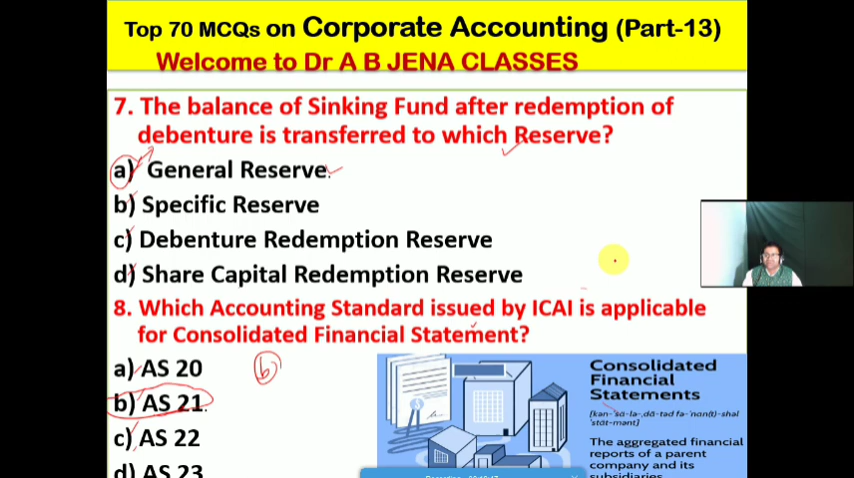 Top 70 MCQs on Corporate Accounting (Part-13)
Welcome to Dr A B JENA CLASSES
7. The balance of Sinking Fund after redemption of
debenture is transferred to which Reserve?
a) General Reserve.
b) Specific Reserve
c) Debenture Redemption Reserve
d) Share Capital Redemption Reserve
8. Which Accounting Standard issued by ICAI is applicable
for Consolidated Financial Statement?
a) AS 20
b
b) AS 21.
c) AS 22
d) AS 23
Consolidated
Financial
Statements
The aggregated financial
reports of a parent
company and its
subsidiaries